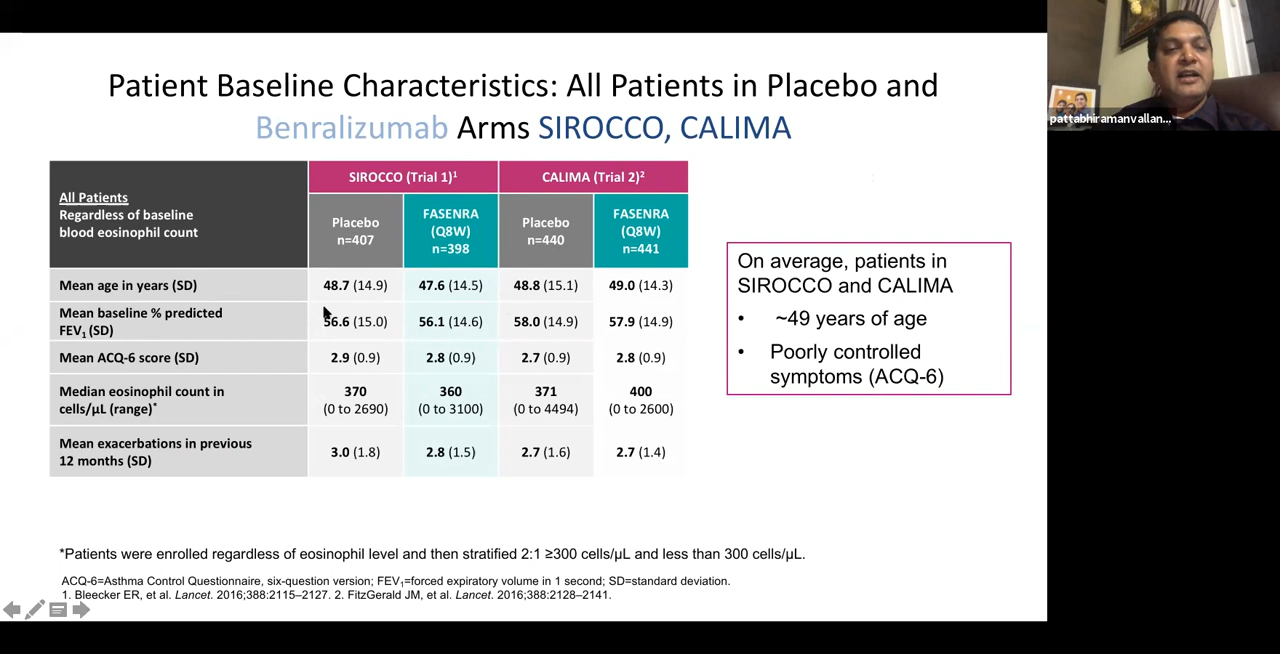 Patient Baseline Characteristics: All Patients in Placebo and
Benralizumab Arms SIROCCO, CALIMA
pattabhiramanvallan...
All Patients
Regardless of baseline
blood eosinophil count
SIROCCO (Trial 1)¹
CALIMA (Trial 2)²
Placebo
n=407
FASENRA
(Q8W)
n=398
Placebo
n=440
FASENRA
(Q8W)
n=441
Mean age in years (SD)
48.7 (14.9)
47.6 (14.5)
48.8 (15.1)
49.0 (14.3)
Mean baseline % predicted
FEV₁ (SD)
56.6 (15.0)
56.1 (14.6)
58.0 (14.9)
57.9 (14.9)
Mean ACQ-6 score (SD)
2.9 (0.9)
2.8 (0.9)
2.7 (0.9)
2.8 (0.9)
Median eosinophil count in
cells/µL (range)*
370
(0 to 2690)
360
(0 to 3100)
371
(0 to 4494)
400
(0 to 2600)
Mean exacerbations in previous
12 months (SD)
3.0 (1.8)
2.8 (1.5)
2.7 (1.6)
2.7 (1.4)
On average, patients in
SIROCCO and CALIMA
• ~49 years of age
• Poorly controlled
symptoms (ACQ-6)
*Patients were enrolled regardless of eosinophil level and then stratified 2:1 ≥300 cells/µL and less than 300 cells/µL.
ACQ-6=Asthma Control Questionnaire, six-question version; FEV₁=forced expiratory volume in 1 second; SD=standard deviation.
1. Bleecker ER, et al. Lancet. 2016;388:2115–2127. 2. FitzGerald JM, et al. Lancet. 2016;388:2128–2141.